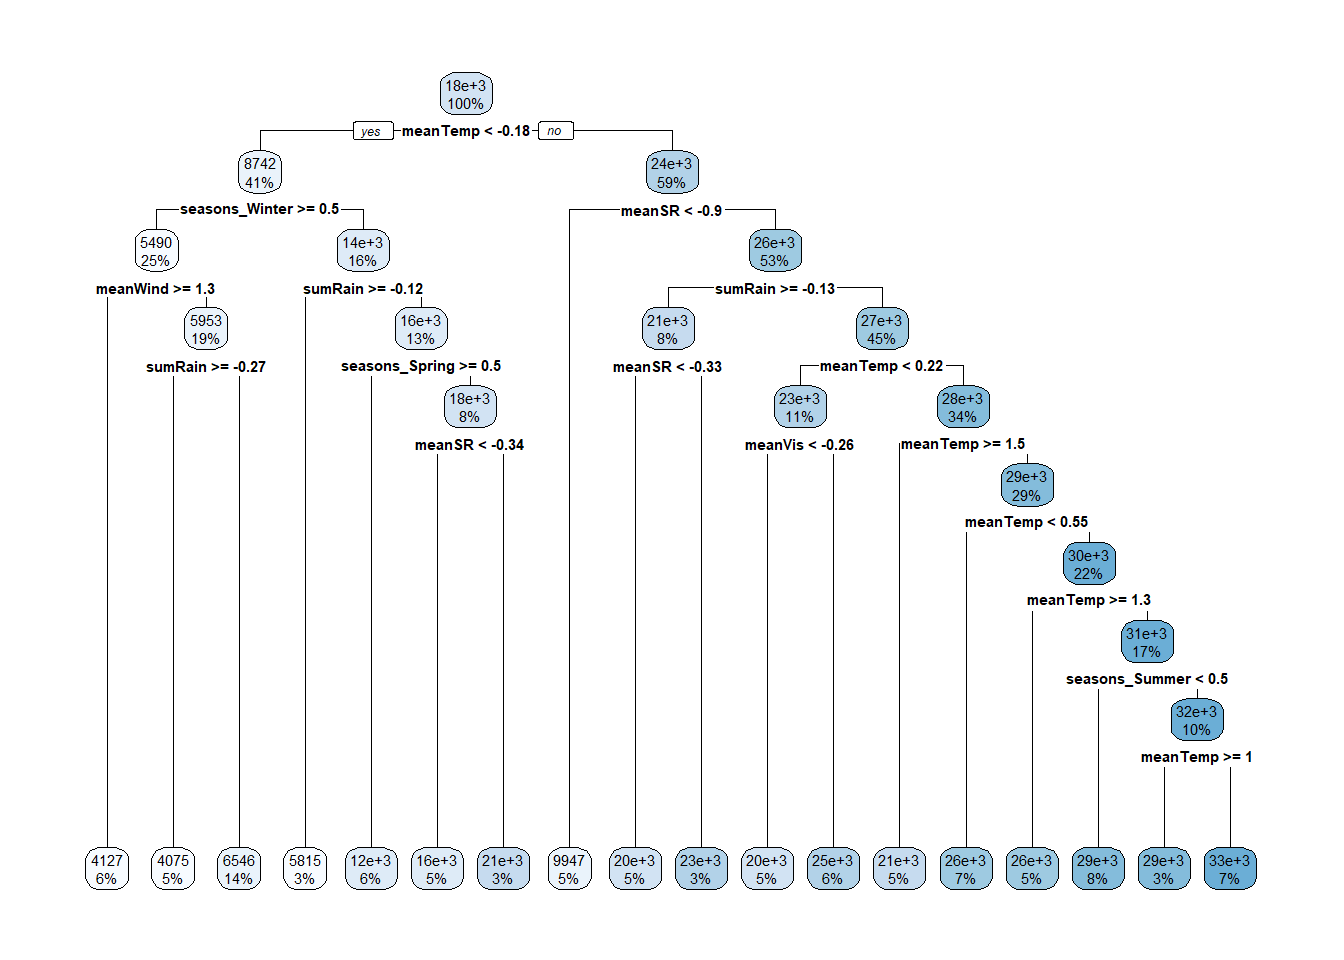 18e+3
100%
yes
meanTemp < -0.18
no
8742
41%
24e+3
59%
seasons_Winter >= 0.5
meanSR < -0.9
5490
25%
14e+3
16%
26e+3
53%
meanWind >= 1.3
sumRain >= -0.12
sumRain >= -0.13
5953
19%
16e+3
13%
21e+3
8%
27e+3
45%
sumRain >= -0.27
seasons_Spring >= 0.5
meanSR < -0.33
meanTemp < 0.22
18e+3
8%
23e+3
11%
28e+3
34%
meanSR < -0.34
meanVis < -0.26
meanTemp >= 1.5
29e+3
29%
meanTemp < 0.55
30e+3
22%
meanTemp >= 1.3
31e+3
17%
seasons_Summer < 0.5
32e+3
10%
meanTemp >= 1
4127
6%
4075
5%
6546
14%
5815
3%
12e+3
6%
16e+3
5%
21e+3
3%
9947
5%
20e+3
5%
23e+3
3%
20e+3
5%
25e+3
6%
21e+3
5%
26e+3
7%
26e+3
5%
29e+3
8%
29e+3
3%
33e+3
7%